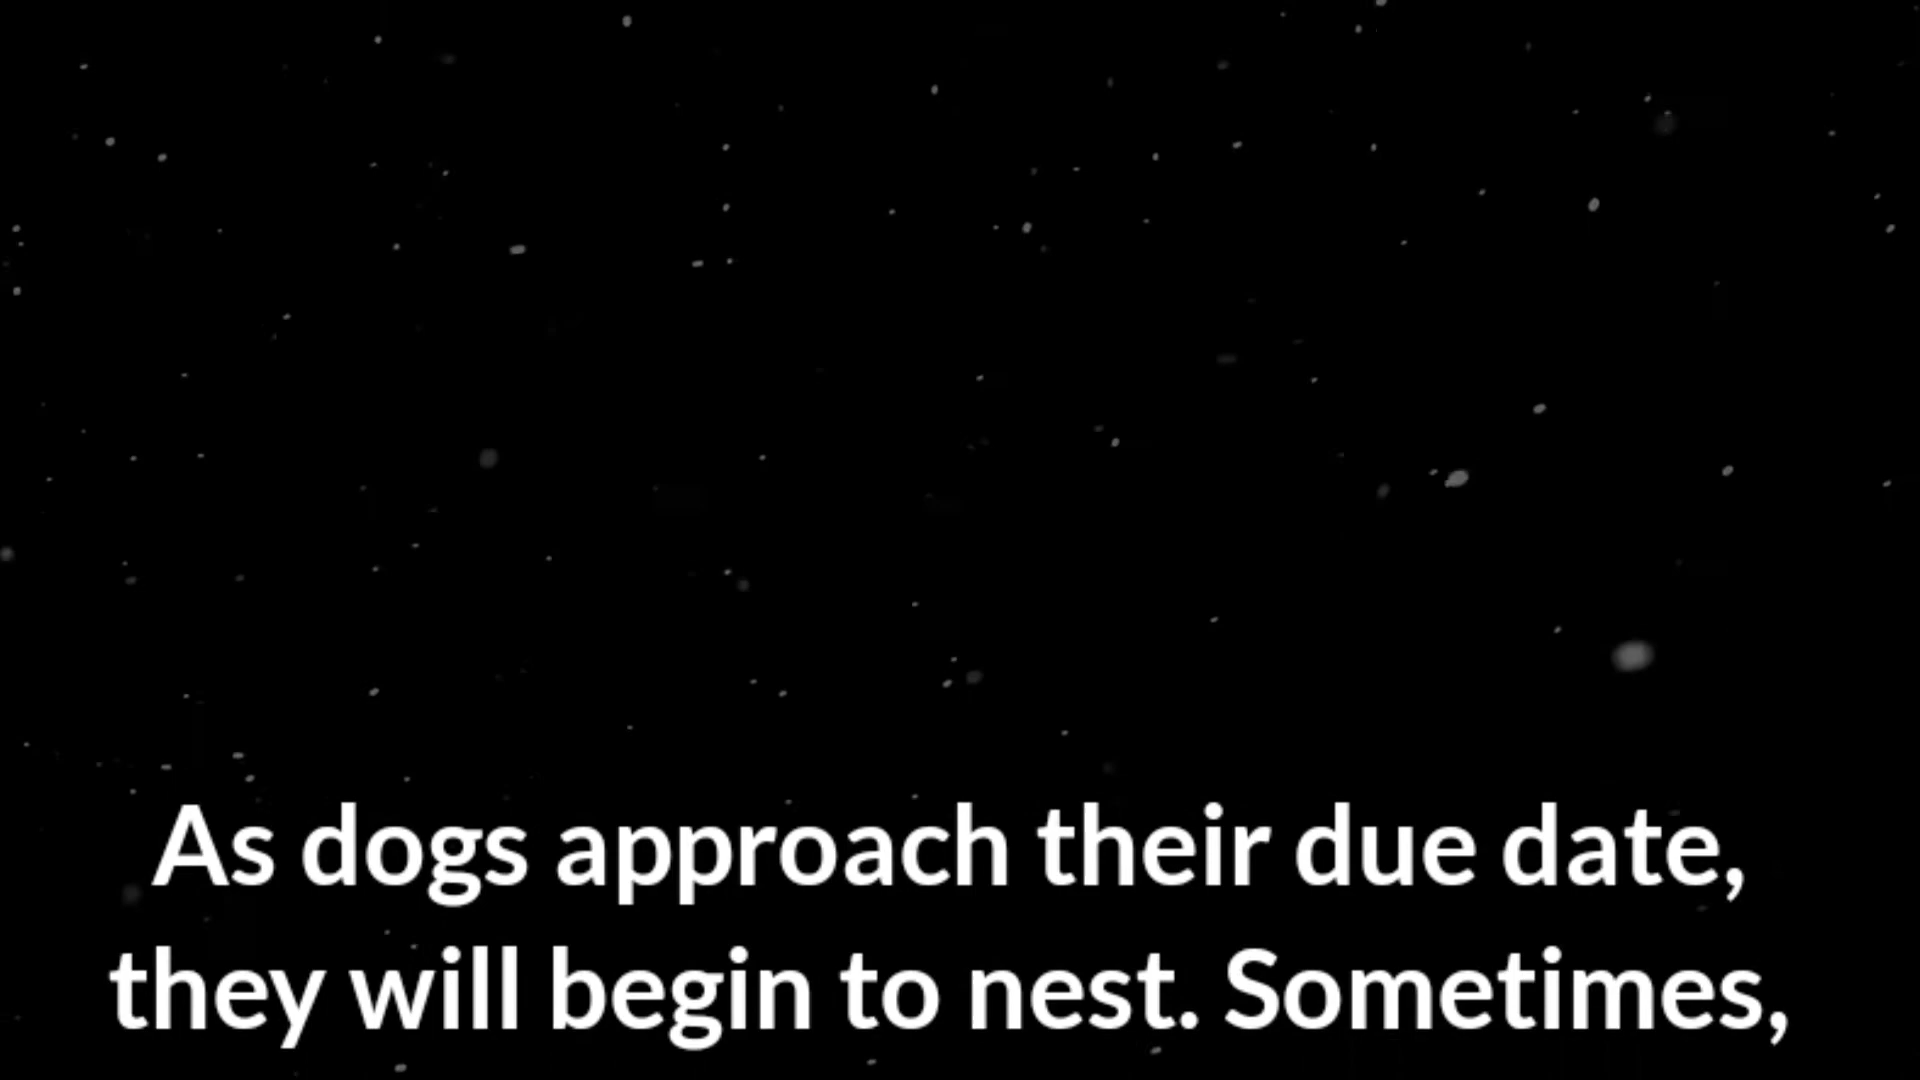 As dogs approach their due date,
they will begin to nest. Sometimes,